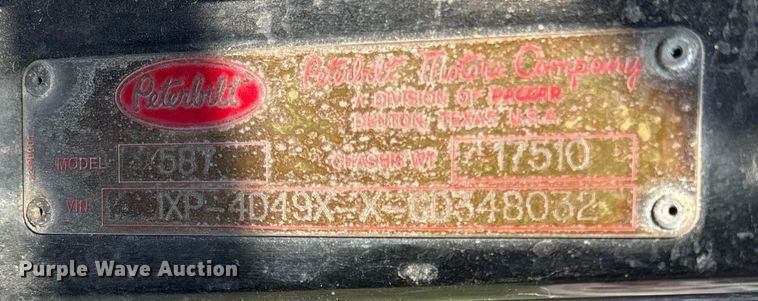 Peterbilt
Peterbilt Motors Company
A DIVISION OF PACCAR
DENTON, TEXAS U.S.A.
MODEL 587 CHASSIS WT. 17510
VIN 1XP-4D49X-X-GD348032
Purple Wave Auction